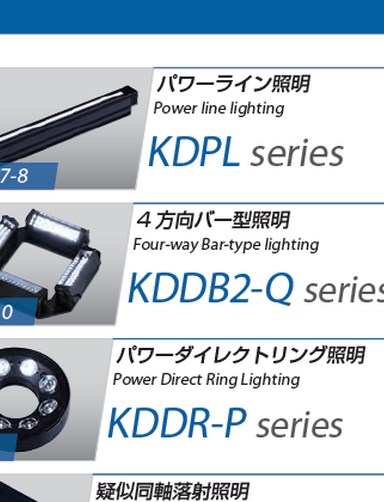 パワーライン照明
Power line lighting
KDPL series
7-8
4方向バー型照明
Four-way Bar-type lighting
KDDB2-Q series
0
パワーダイレクトリング照明
Power Direct Ring Lighting
KDDR-P series
疑似同軸落射照明